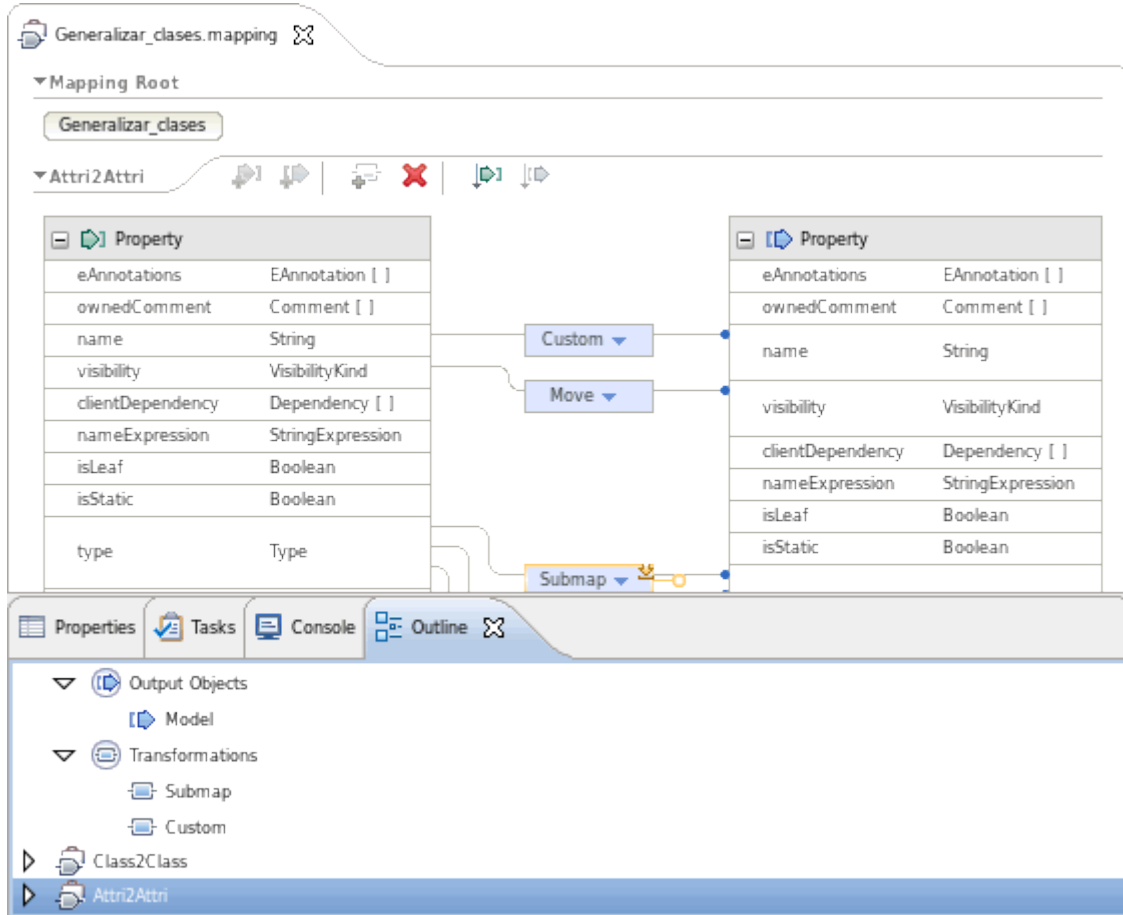 Generalizar_clases.mapping
Mapping Root
Generalizar_clases
Attri2Attri
Property
Property
eAnnotations EAnnotation [ ]
eAnnotations EAnnotation [ ]
ownedComment Comment [ ]
ownedComment Comment [ ]
name String
Custom
name String
visibility VisibilityKind
Move
visibility VisibilityKind
clientDependency Dependency [ ]
nameExpression StringExpression
clientDependency Dependency [ ]
isLeaf Boolean
nameExpression StringExpression
isStatic Boolean
isLeaf Boolean
type Type
isStatic Boolean
Submap
Properties Tasks Console Outline
Output Objects
Model
Transformations
Submap
Custom
Class2Class
Attri2Attri